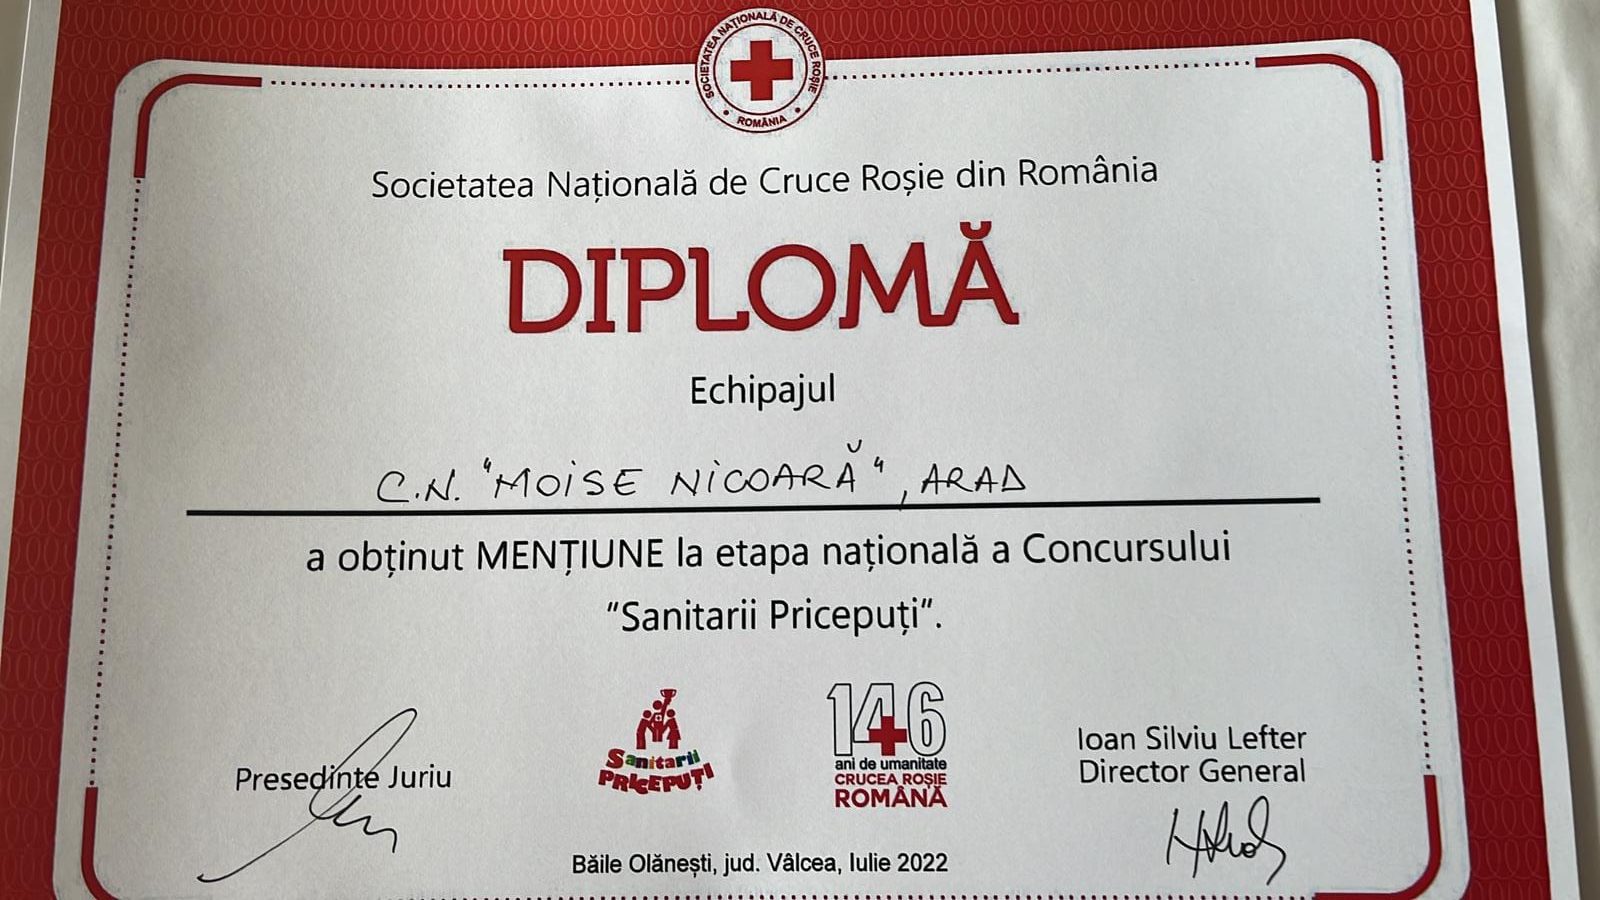 SOCIETATEA NAȚIONALĂ DE CRUCE ROȘIE
• ROMÂNIA •
Societatea Națională de Cruce Roșie din România
DIPLOMĂ
Echipajul
C.N. "MOISE NICOARĂ", ARAD
a obținut MENȚIUNE la etapa națională a Concursului
"Sanitarii Pricepuți".
Presedinte Juriu
Sanitarii
PRICEPUȚI
146
ani de umanitate
CRUCEA ROȘIE
ROMÂNĂ
Ioan Silviu Lefter
Director General
Băile Olănești, jud. Vâlcea, Iulie 2022